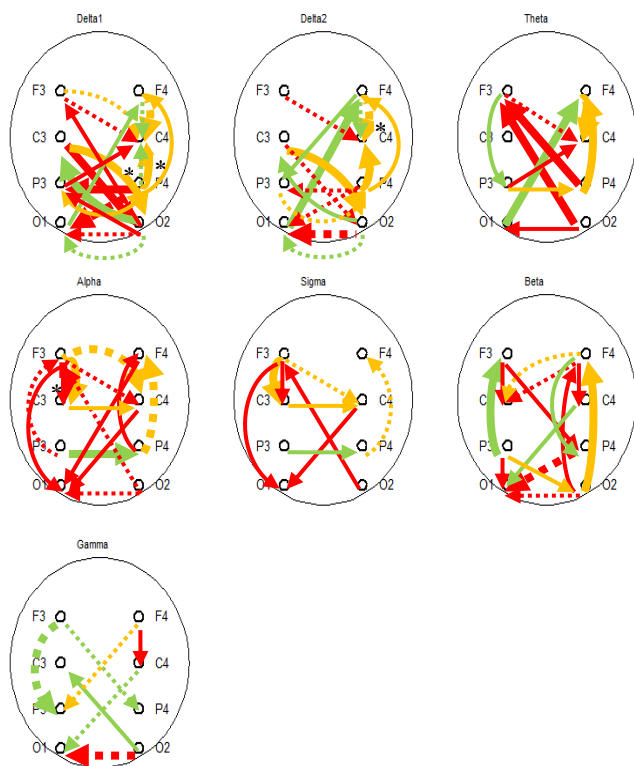 Delta1 Delta2 Theta
F3 F4 F3 F4 F3 F4
C3 C4 C3 C4 C3 C4
* * *
P3 P4 P3 P4 P3 P4
O1 O2 O1 O2 O1 O2
Alpha Sigma Beta
F3 F4 F3 F4 F3 F4
*
C3 C4 C3 C4 C3 C4
P3 P4 P3 P4 P3 P4
O1 O2 O1 O2 O1 O2
Gamma
F3 F4
C3 C4
P3 P4
O1 O2